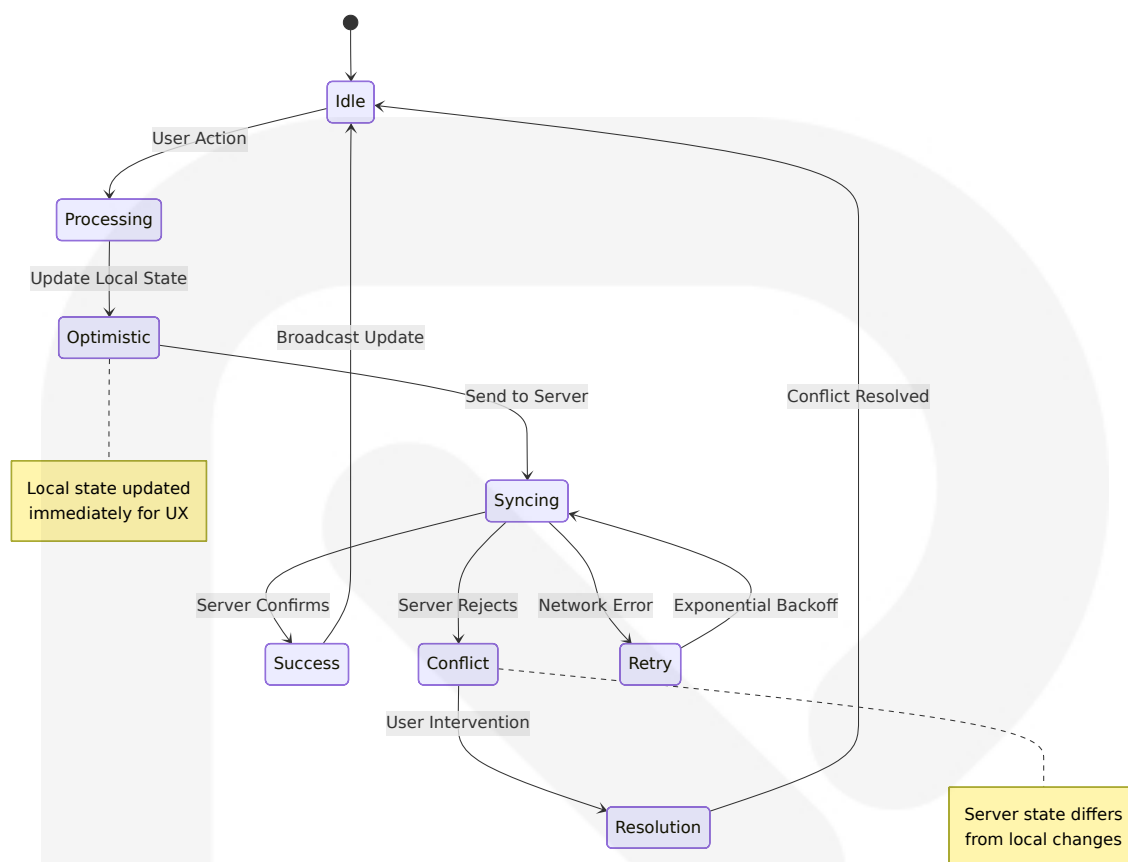 Idle
User Action
Processing
Update Local State
Optimistic
Broadcast Update
Send to Server
Conflict Resolved
Local state updated
immediately for UX
Syncing
Server Confirms
Server Rejects
Network Error
Exponential Backoff
Success
Conflict
Retry
User Intervention
Resolution
Server state differs
from local changes